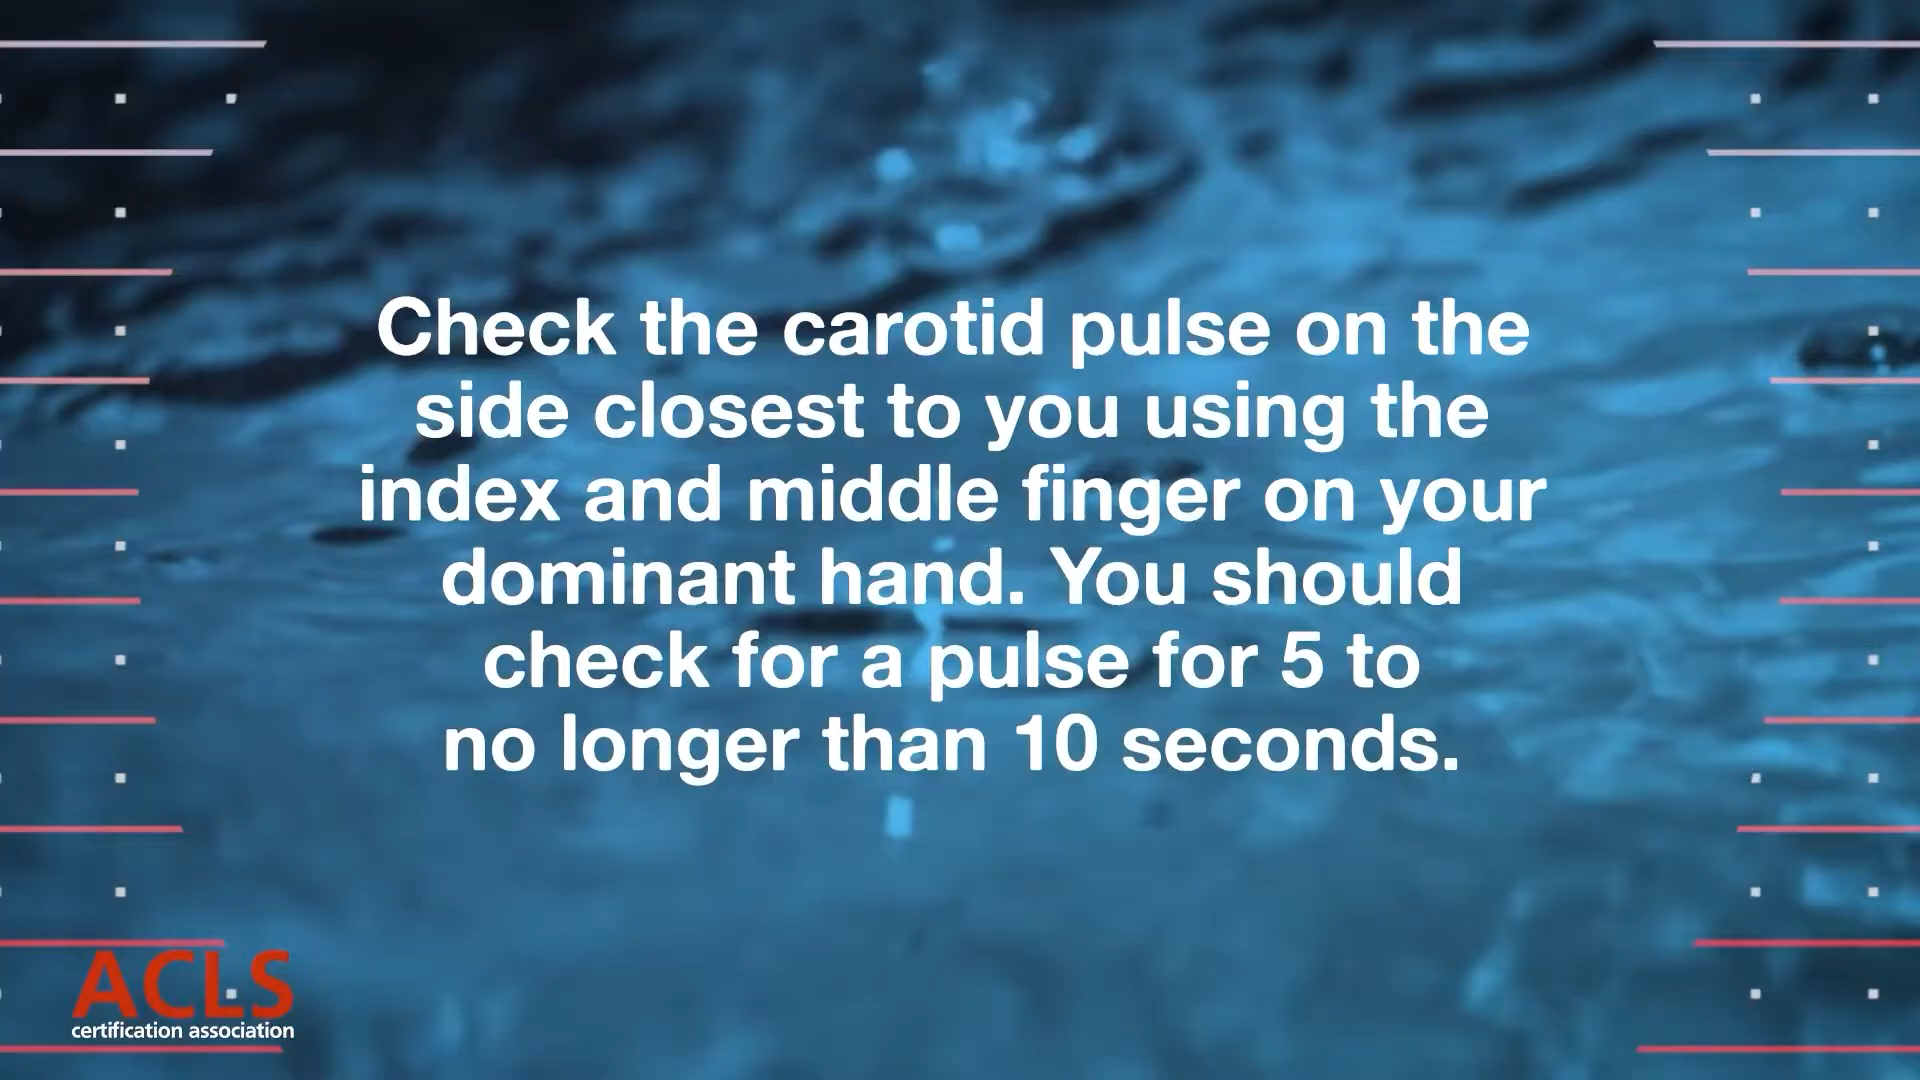 Check the carotid pulse on the
side closest to you using the
index and middle finger on your
dominant hand. You should
check for a pulse for 5 to
no longer than 10 seconds.
ACLS
certification association